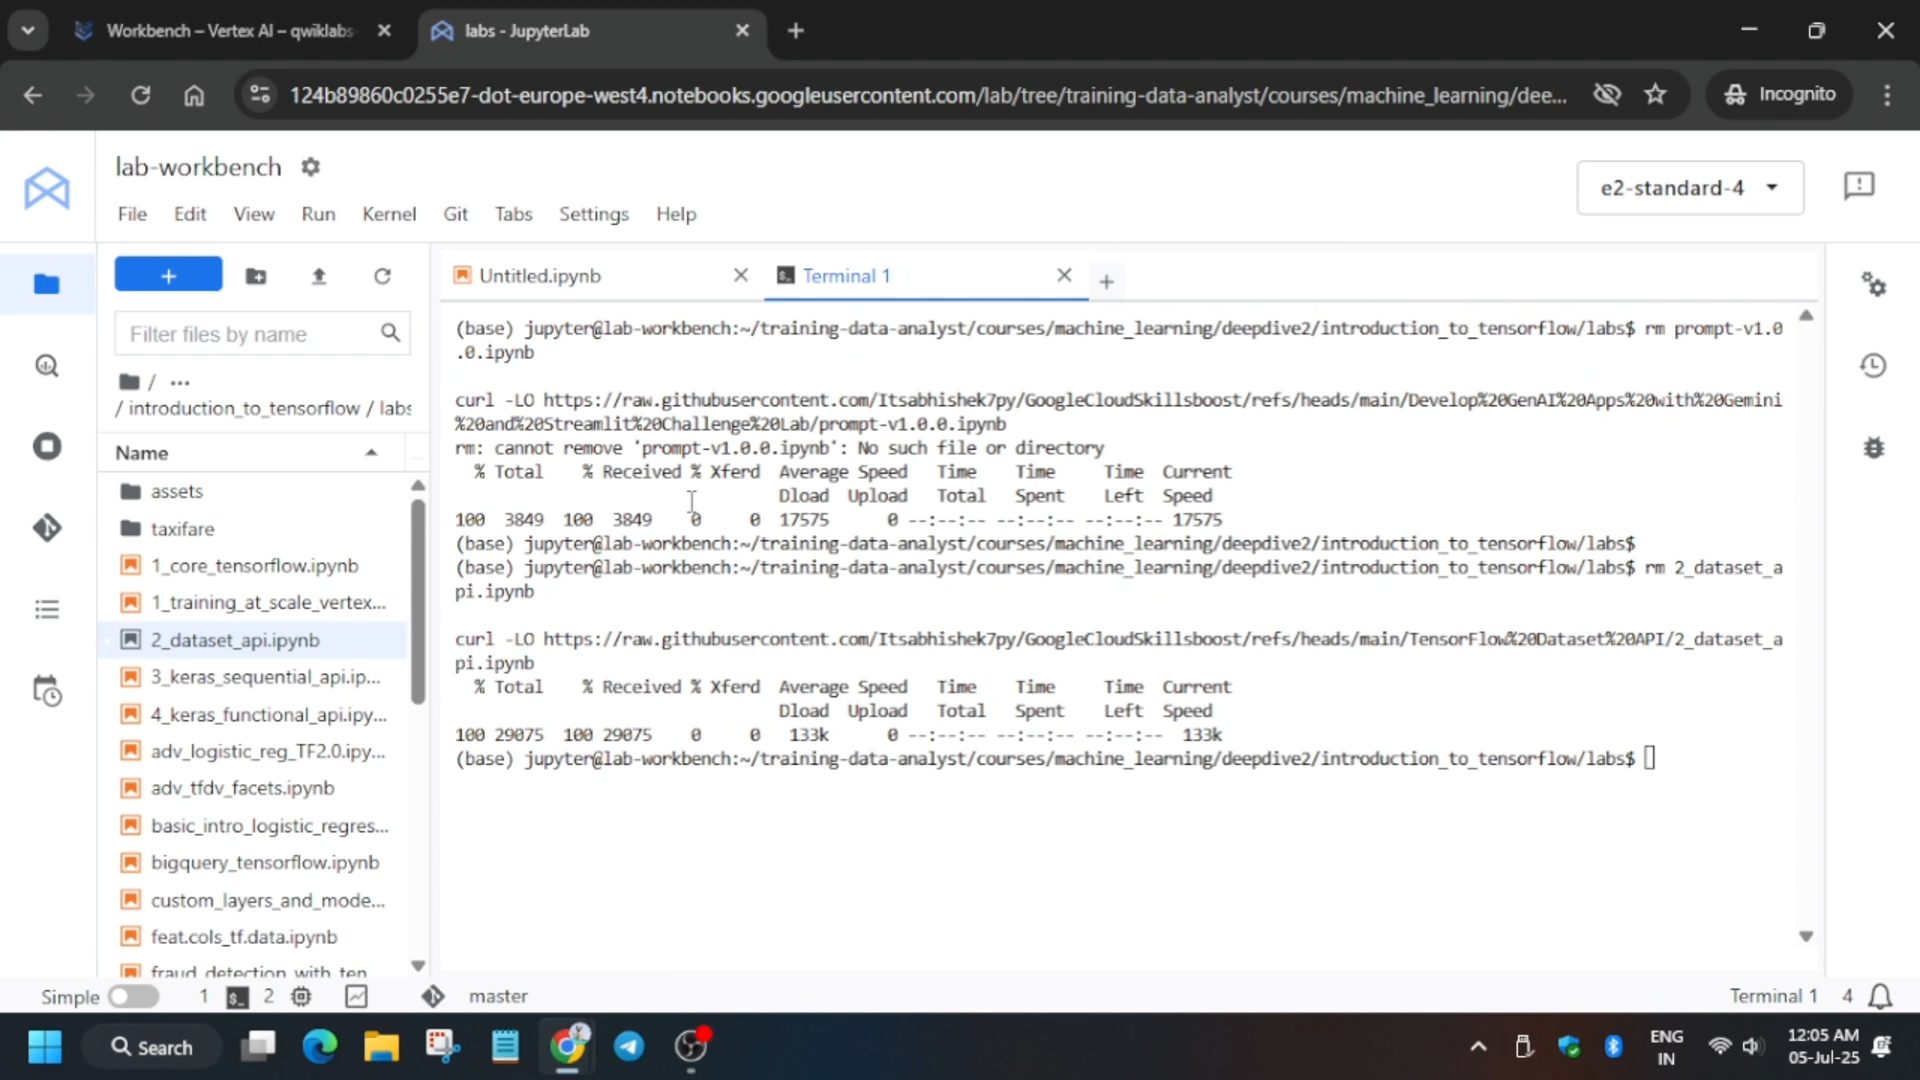 Workbench – Vertex AI – qwiklabs
labs - JupyterLab
124b89860c0255e7-dot-europe-west4.notebooks.googleusercontent.com/lab/tree/training-data-analyst/courses/machine_learning/dee...
Incognito
lab-workbench
e2-standard-4
File Edit View Run Kernel Git Tabs Settings Help
+
Untitled.ipynb
Terminal 1
Filter files by name
/ ...
/ introduction_to_tensorflow / labs
Name
assets
taxifare
1_core_tensorflow.ipynb
1_training_at_scale_vertex...
2_dataset_api.ipynb
3_keras_sequential_api.ip...
4_keras_functional_api.ipy...
adv_logistic_reg_TF2.0.ipy...
adv_tfdv_facets.ipynb
basic_intro_logistic_regres...
bigquery_tensorflow.ipynb
custom_layers_and_mode...
feat.cols_tf.data.ipynb
fraud_detection_with_ten
(base) jupyter@lab-workbench:~/training-data-analyst/courses/machine_learning/deepdive2/introduction_to_tensorflow/labs$ rm prompt-v1.0
.0.ipynb
curl -LO https://raw.githubusercontent.com/Itsabhishek7py/GoogleCloudSkillsboost/refs/heads/main/Develop%20GenAI%20Apps%20with%20Gemini
%20and%20Streamlit%20Challenge%20Lab/prompt-v1.0.0.ipynb
rm: cannot remove 'prompt-v1.0.0.ipynb': No such file or directory
% Total % Received % Xferd Average Speed Time Time Time Current
Dload Upload Total Spent Left Speed
100 3849 100 3849 0 0 17575 0 --:--:-- --:--:-- --:--:-- 17575
(base) jupyter@lab-workbench:~/training-data-analyst/courses/machine_learning/deepdive2/introduction_to_tensorflow/labs$
(base) jupyter@lab-workbench:~/training-data-analyst/courses/machine_learning/deepdive2/introduction_to_tensorflow/labs$ rm 2_dataset_a
pi.ipynb
curl -LO https://raw.githubusercontent.com/Itsabhishek7py/GoogleCloudSkillsboost/refs/heads/main/TensorFlow%20Dataset%20API/2_dataset_a
pi.ipynb
% Total % Received % Xferd Average Speed Time Time Time Current
Dload Upload Total Spent Left Speed
100 29075 100 29075 0 0 133k 0 --:--:-- --:--:-- --:--:-- 133k
(base) jupyter@lab-workbench:~/training-data-analyst/courses/machine_learning/deepdive2/introduction_to_tensorflow/labs$
Simple 1 2 master Terminal 1 4
Search
ENG
IN
12:05 AM
05-Jul-25